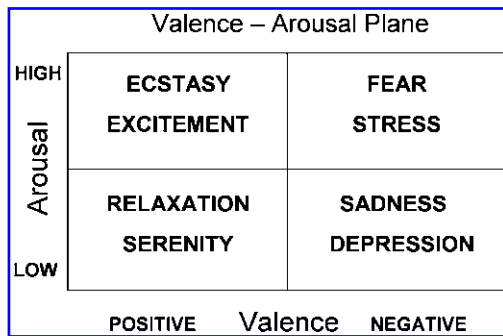 Valence – Arousal Plane
HIGH
ECSTASY
EXCITEMENT
FEAR
STRESS
Arousal
RELAXATION
SERENITY
SADNESS
DEPRESSION
LOW
POSITIVE Valence NEGATIVE